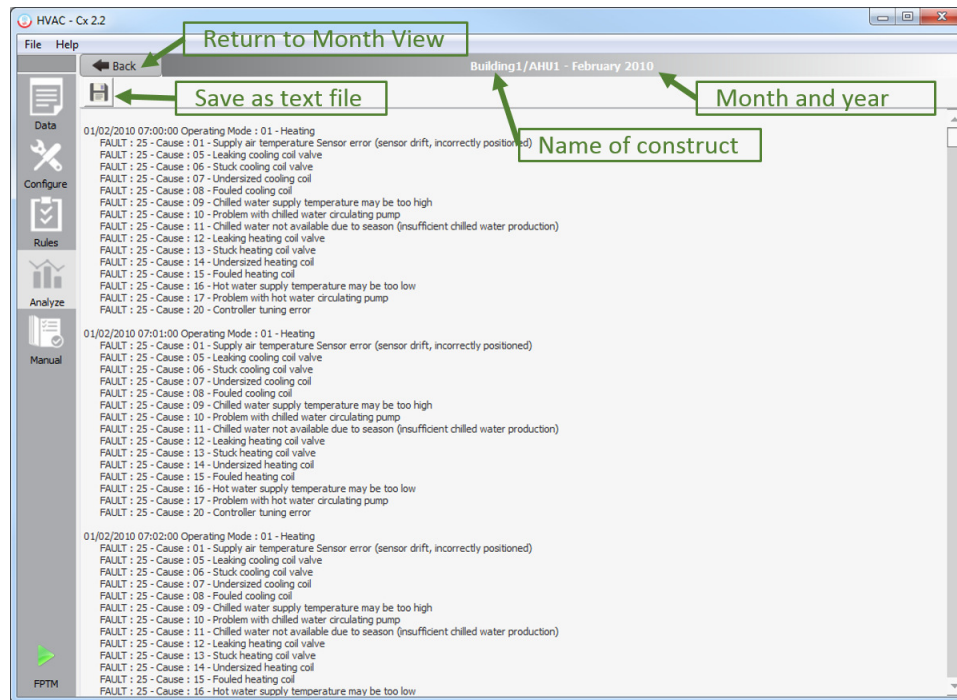 HVAC - Cx 2.2
File Help
Return to Month View
Back
Building1/AHU1 - February 2010
Save as text file
Month and year
Name of construct
Data
Configure
Rules
Analyze
Manual
FPTM
01/02/2010 07:00:00 Operating Mode : 01 - Heating
FAULT : 25 - Cause : 01 - Supply air temperature Sensor error (sensor drift, incorrectly positioned)
FAULT : 25 - Cause : 05 - Leaking cooling coil valve
FAULT : 25 - Cause : 06 - Stuck cooling coil valve
FAULT : 25 - Cause : 07 - Undersized cooling coil
FAULT : 25 - Cause : 08 - Fouled cooling coil
FAULT : 25 - Cause : 09 - Chilled water supply temperature may be too high
FAULT : 25 - Cause : 10 - Problem with chilled water circulating pump
FAULT : 25 - Cause : 11 - Chilled water not available due to season (insufficient chilled water production)
FAULT : 25 - Cause : 12 - Leaking heating coil valve
FAULT : 25 - Cause : 13 - Stuck heating coil valve
FAULT : 25 - Cause : 14 - Undersized heating coil
FAULT : 25 - Cause : 15 - Fouled heating coil
FAULT : 25 - Cause : 16 - Hot water supply temperature may be too low
FAULT : 25 - Cause : 17 - Problem with hot water circulating pump
FAULT : 25 - Cause : 20 - Controller tuning error
01/02/2010 07:01:00 Operating Mode : 01 - Heating
FAULT : 25 - Cause : 01 - Supply air temperature Sensor error (sensor drift, incorrectly positioned)
FAULT : 25 - Cause : 05 - Leaking cooling coil valve
FAULT : 25 - Cause : 06 - Stuck cooling coil valve
FAULT : 25 - Cause : 07 - Undersized cooling coil
FAULT : 25 - Cause : 08 - Fouled cooling coil
FAULT : 25 - Cause : 09 - Chilled water supply temperature may be too high
FAULT : 25 - Cause : 10 - Problem with chilled water circulating pump
FAULT : 25 - Cause : 11 - Chilled water not available due to season (insufficient chilled water production)
FAULT : 25 - Cause : 12 - Leaking heating coil valve
FAULT : 25 - Cause : 13 - Stuck heating coil valve
FAULT : 25 - Cause : 14 - Undersized heating coil
FAULT : 25 - Cause : 15 - Fouled heating coil
FAULT : 25 - Cause : 16 - Hot water supply temperature may be too low
FAULT : 25 - Cause : 17 - Problem with hot water circulating pump
FAULT : 25 - Cause : 20 - Controller tuning error
01/02/2010 07:02:00 Operating Mode : 01 - Heating
FAULT : 25 - Cause : 01 - Supply air temperature Sensor error (sensor drift, incorrectly positioned)
FAULT : 25 - Cause : 05 - Leaking cooling coil valve
FAULT : 25 - Cause : 06 - Stuck cooling coil valve
FAULT : 25 - Cause : 07 - Undersized cooling coil
FAULT : 25 - Cause : 08 - Fouled cooling coil
FAULT : 25 - Cause : 09 - Chilled water supply temperature may be too high
FAULT : 25 - Cause : 10 - Problem with chilled water circulating pump
FAULT : 25 - Cause : 11 - Chilled water not available due to season (insufficient chilled water production)
FAULT : 25 - Cause : 12 - Leaking heating coil valve
FAULT : 25 - Cause : 13 - Stuck heating coil valve
FAULT : 25 - Cause : 14 - Undersized heating coil
FAULT : 25 - Cause : 15 - Fouled heating coil
FAULT : 25 - Cause : 16 - Hot water supply temperature may be too low